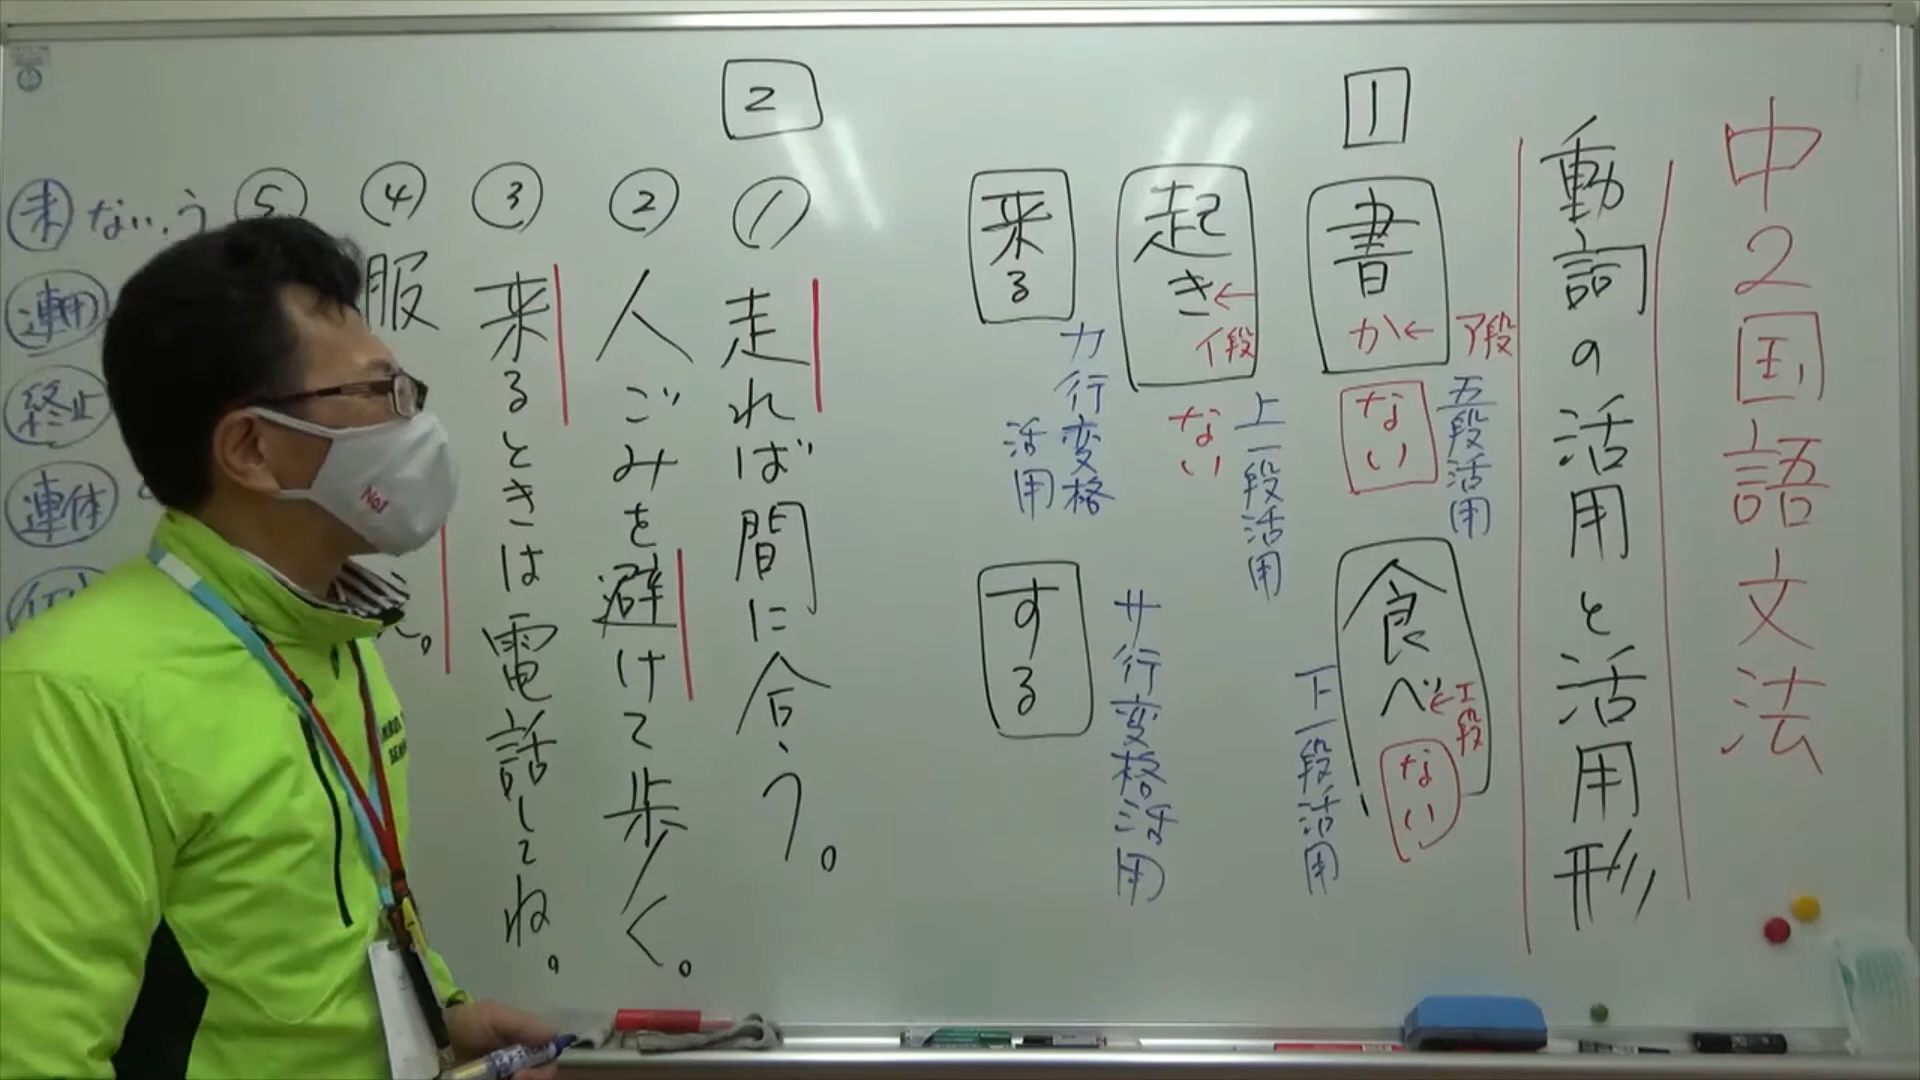 中2国語文法
動詞の活用と活用形
1
書か
←ア段
ない
五段活用
食べ
←エ段
ない
下一段活用
起き
←イ段
ない
上一段活用
来る
カ行変格
活用
する
サ行変格活用
2
① 走れば間に合う。
② 人ごみを避けて歩く。
③ 来るときは電話してね。
④ 服
⑤
未 ない、う
連用
終止
連体
No1